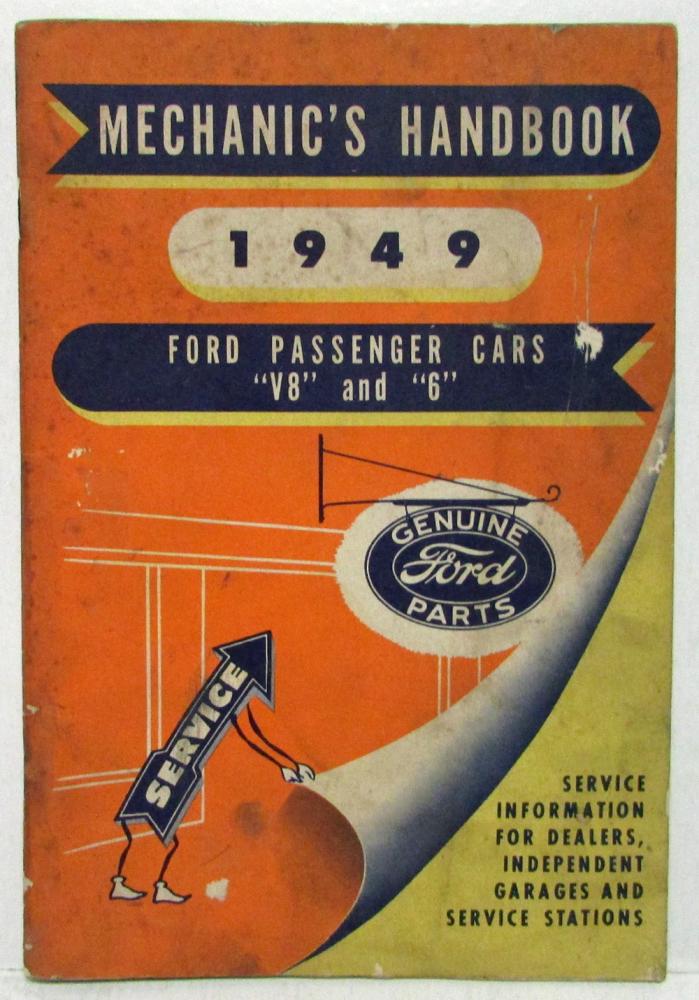 MECHANIC'S HANDBOOK
1949
FORD PASSENGER CARS
"V8" and "6"
GENUINE
Ford
PARTS
SERVICE
SERVICE
INFORMATION
FOR DEALERS,
INDEPENDENT
GARAGES AND
SERVICE STATIONS